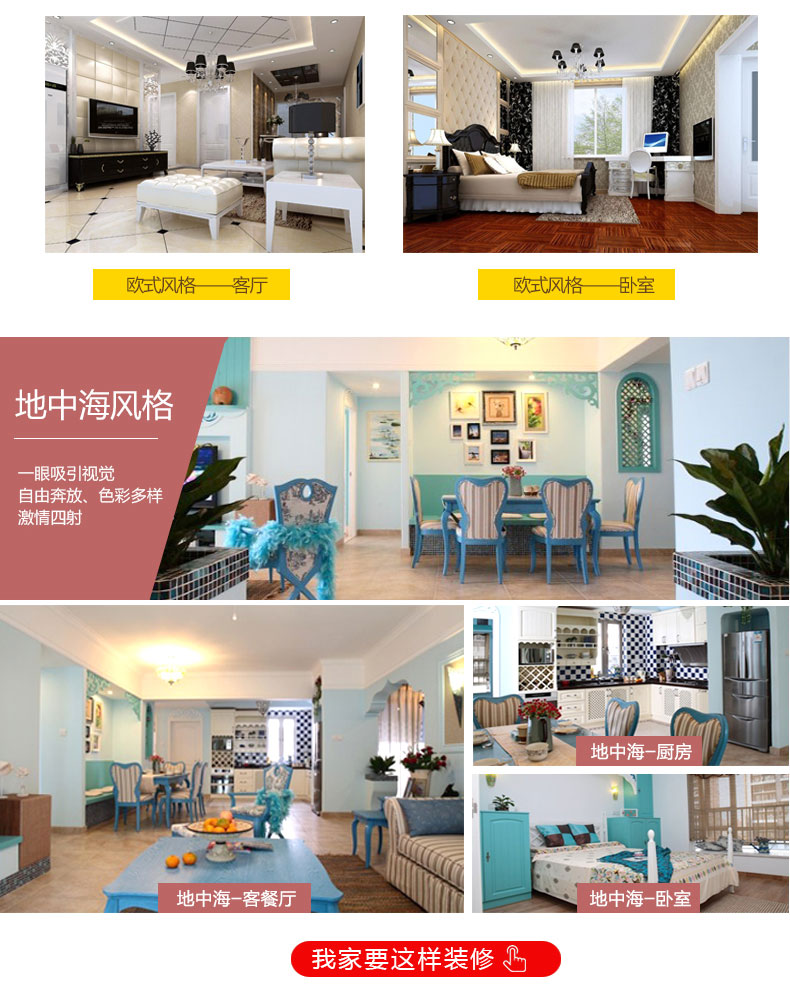 欧式风格——客厅
欧式风格——卧室
地中海风格
一眼吸引视觉
自由奔放、色彩多样
激情四射
地中海-厨房
地中海-客餐厅
地中海-卧室
我家要这样装修